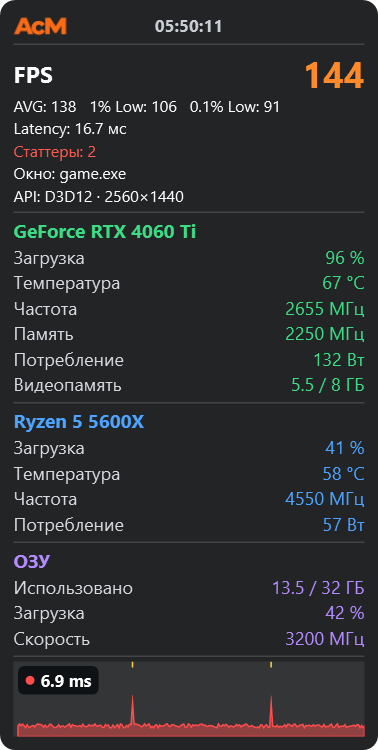 AcM 05:50:11
FPS 144
AVG: 138 1% Low: 106 0.1% Low: 91
Latency: 16.7 мс
Статтеры: 2
Окно: game.exe
API: D3D12 · 2560×1440
GeForce RTX 4060 Ti
Загрузка 96 %
Температура 67 °C
Частота 2655 МГц
Память 2250 МГц
Потребление 132 Вт
Видеопамять 5.5 / 8 ГБ
Ryzen 5 5600X
Загрузка 41 %
Температура 58 °C
Частота 4550 МГц
Потребление 57 Вт
ОЗУ
Использовано 13.5 / 32 ГБ
Загрузка 42 %
Скорость 3200 МГц
6.9 ms